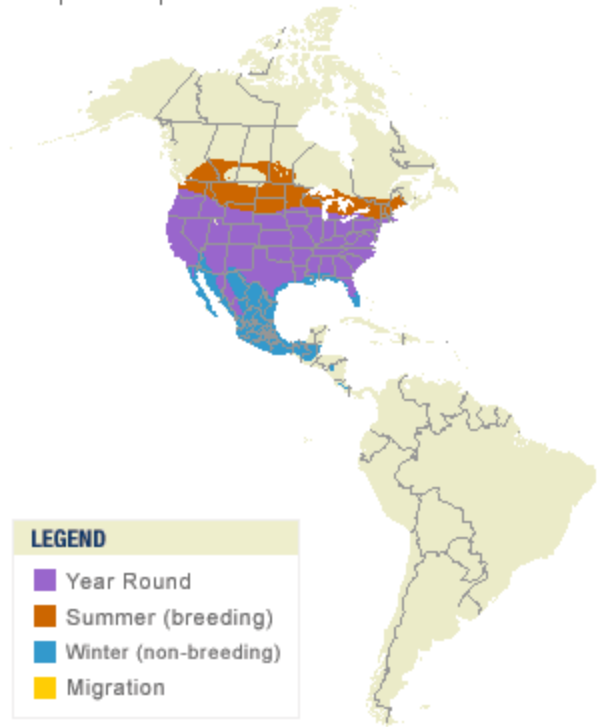 LEGEND
Year Round
Summer (breeding)
Winter (non-breeding)
Migration